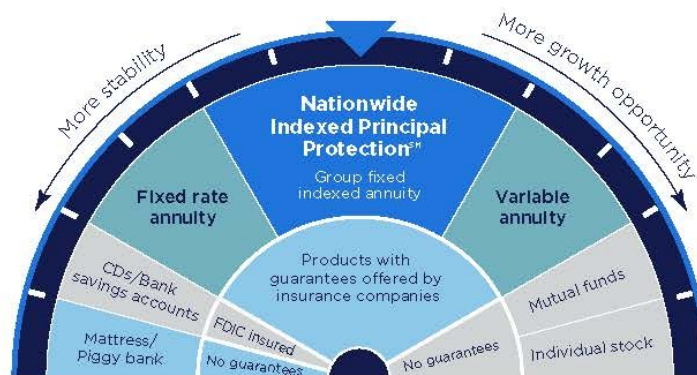 More stability
More growth opportunity
Nationwide
Indexed Principal
Protection℠
Group fixed
indexed annuity
Fixed rate
annuity
Variable
annuity
Products with
guarantees offered by
insurance companies
CDs/Bank
savings accounts
FDIC insured
Mutual funds
Mattress/
Piggy bank
No guarantees
No guarantees
Individual stock